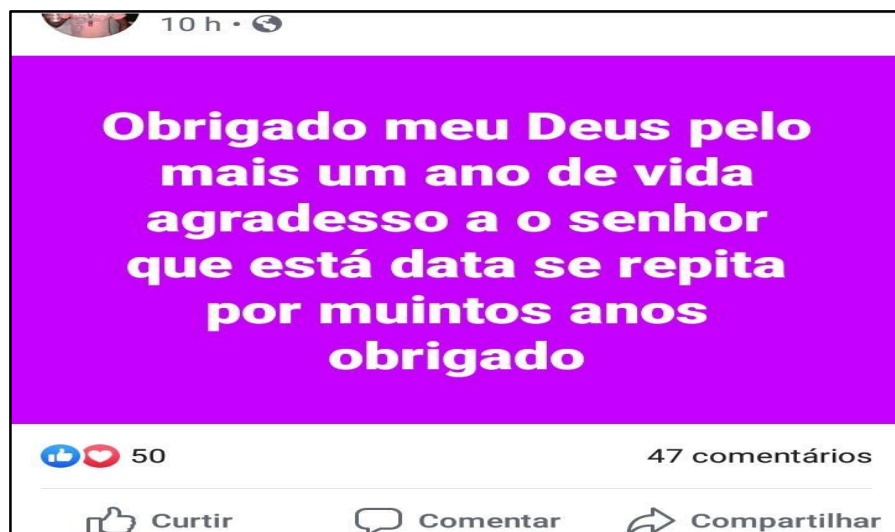 10 h ·
Obrigado meu Deus pelo
mais um ano de vida
agradesso a o senhor
que está data se repita
por muintos anos
obrigado
50
47 comentários
Curtir
Comentar
Compartilhar